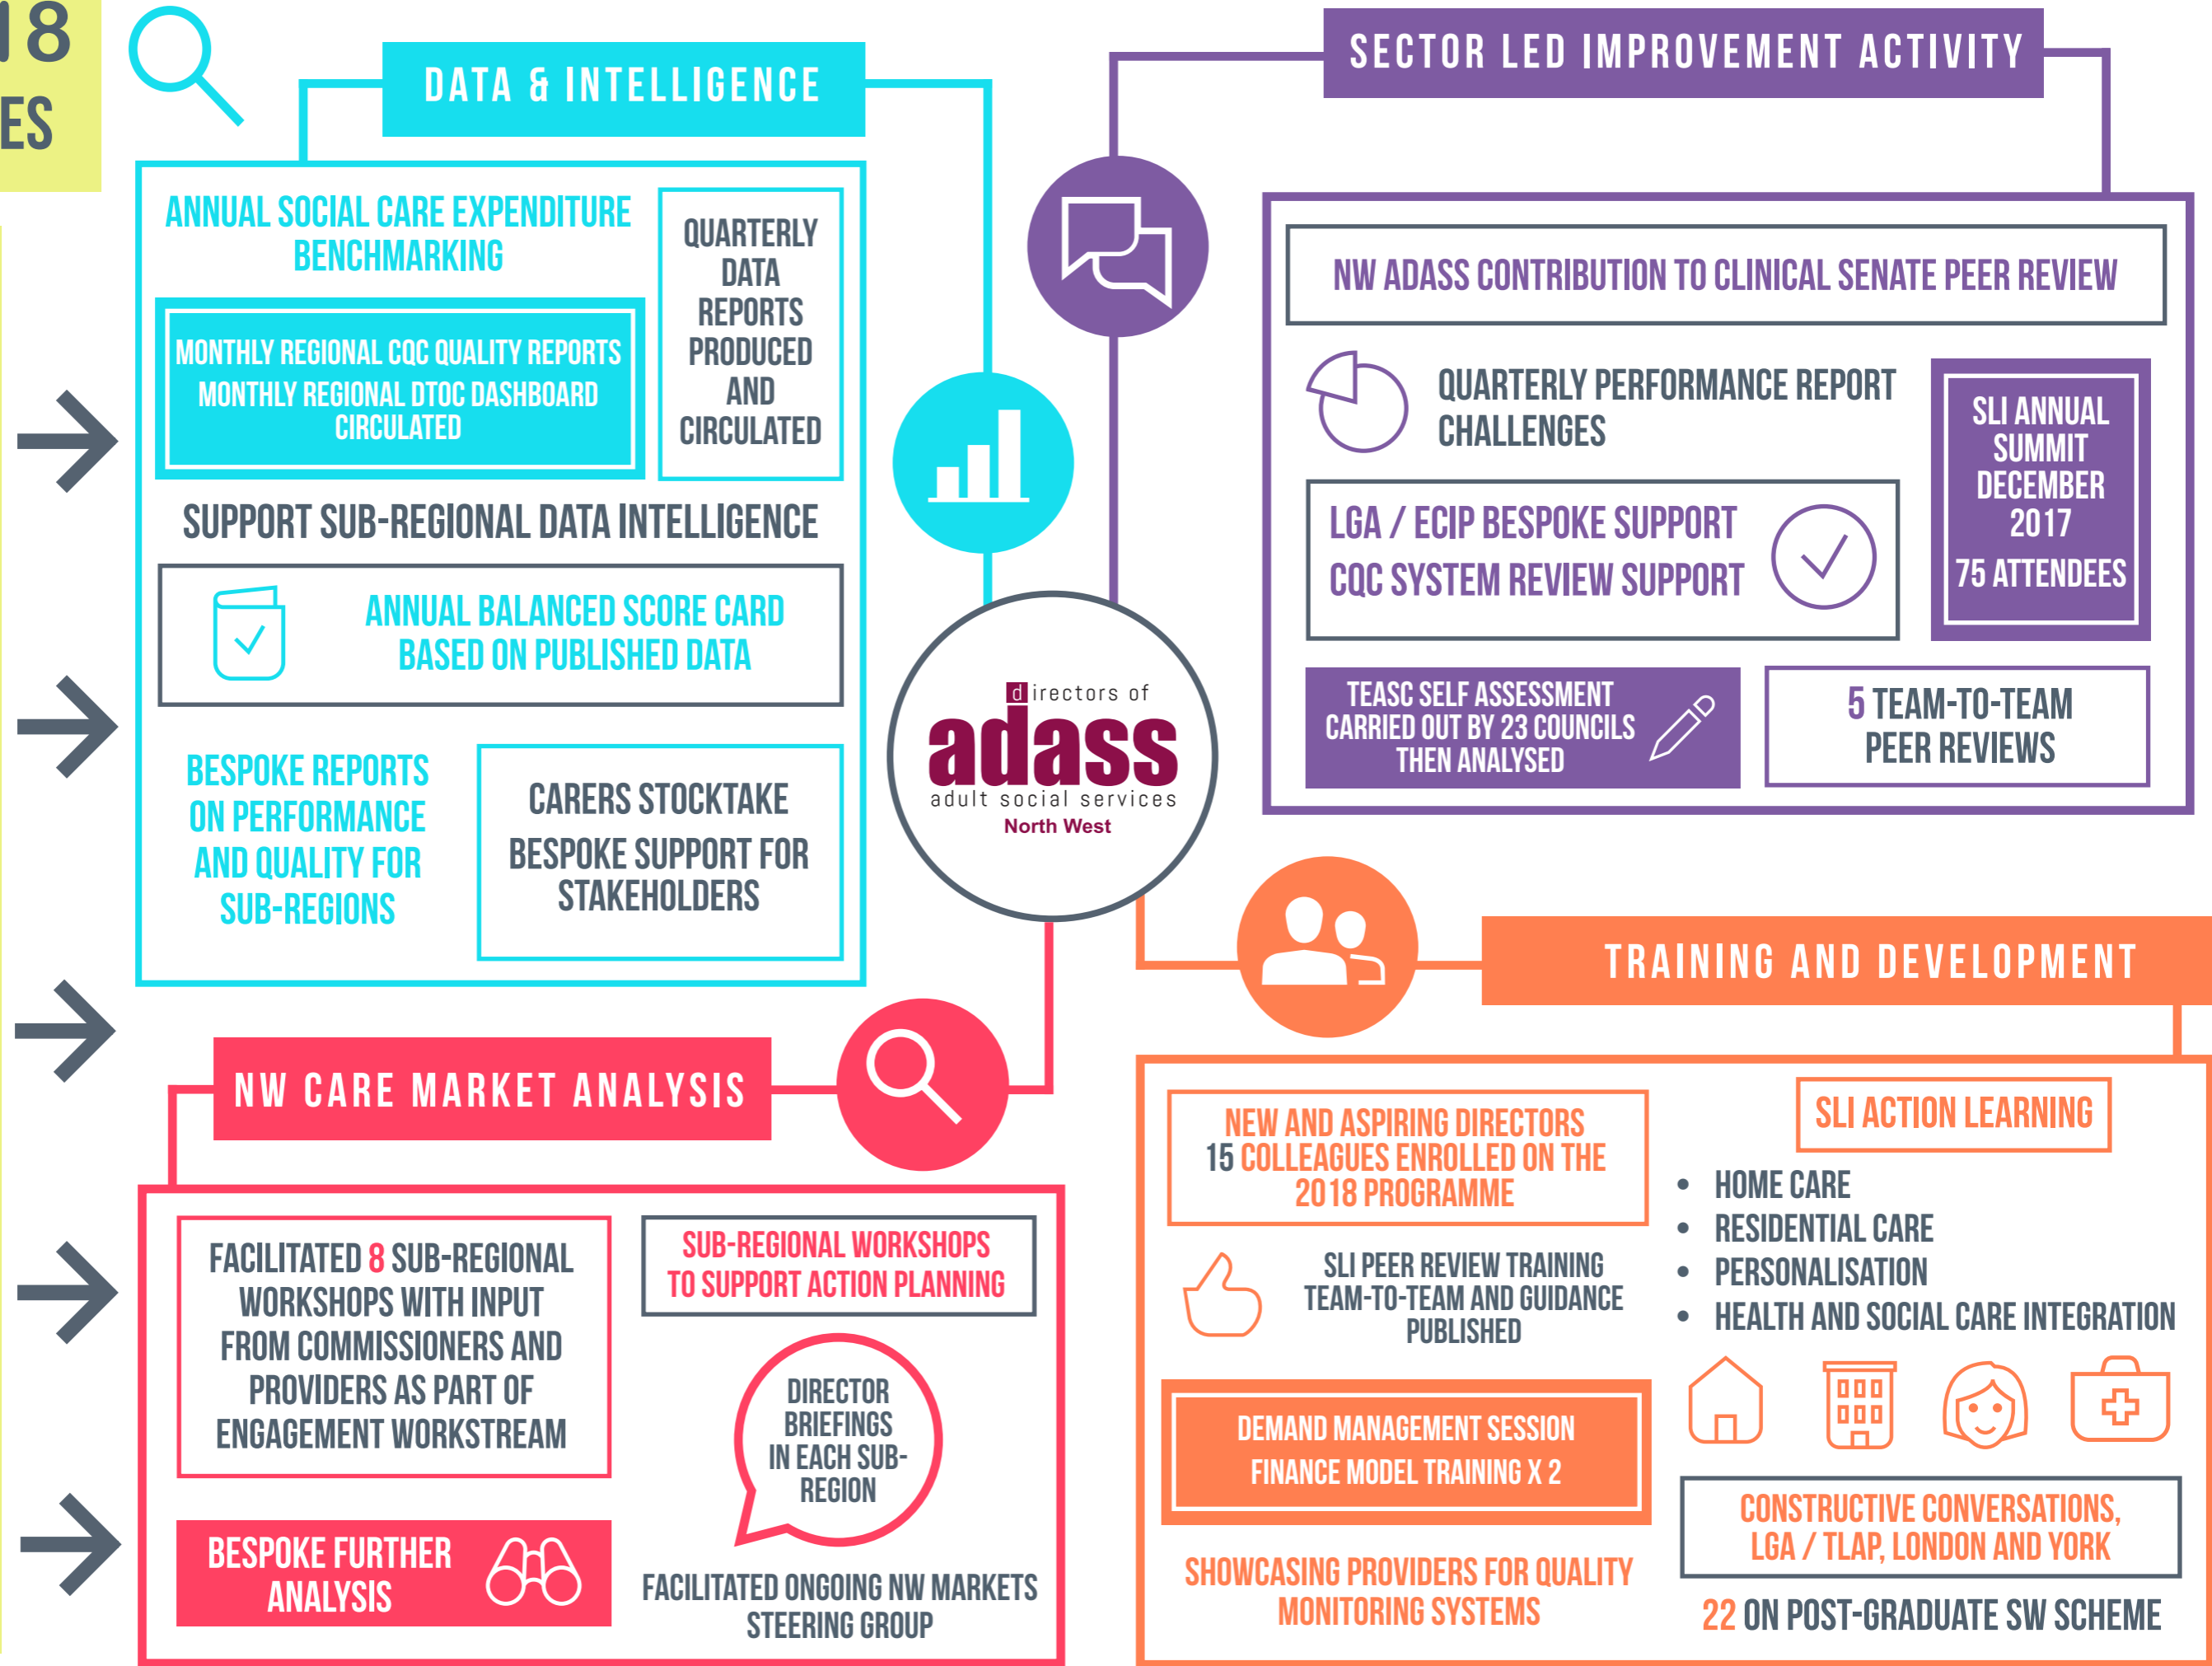 18
ES
DATA & INTELLIGENCE
ANNUAL SOCIAL CARE EXPENDITURE
BENCHMARKING
MONTHLY REGIONAL CQC QUALITY REPORTS
MONTHLY REGIONAL DTOC DASHBOARD
CIRCULATED
QUARTERLY
DATA
REPORTS
PRODUCED
AND
CIRCULATED
SUPPORT SUB-REGIONAL DATA INTELLIGENCE
ANNUAL BALANCED SCORE CARD
BASED ON PUBLISHED DATA
BESPOKE REPORTS
ON PERFORMANCE
AND QUALITY FOR
SUB-REGIONS
CARERS STOCKTAKE
BESPOKE SUPPORT FOR
STAKEHOLDERS
SECTOR LED IMPROVEMENT ACTIVITY
NW ADASS CONTRIBUTION TO CLINICAL SENATE PEER REVIEW
QUARTERLY PERFORMANCE REPORT
CHALLENGES
LGA / ECIP BESPOKE SUPPORT
CQC SYSTEM REVIEW SUPPORT
SLI ANNUAL
SUMMIT
DECEMBER
2017
75 ATTENDEES
TEASC SELF ASSESSMENT
CARRIED OUT BY 23 COUNCILS
THEN ANALYSED
5 TEAM-TO-TEAM
PEER REVIEWS
directors of
adass
adult social services
North West
NW CARE MARKET ANALYSIS
FACILITATED 8 SUB-REGIONAL
WORKSHOPS WITH INPUT
FROM COMMISSIONERS AND
PROVIDERS AS PART OF
ENGAGEMENT WORKSTREAM
SUB-REGIONAL WORKSHOPS
TO SUPPORT ACTION PLANNING
DIRECTOR
BRIEFINGS
IN EACH SUB-
REGION
BESPOKE FURTHER
ANALYSIS
FACILITATED ONGOING NW MARKETS
STEERING GROUP
TRAINING AND DEVELOPMENT
NEW AND ASPIRING DIRECTORS
15 COLLEAGUES ENROLLED ON THE
2018 PROGRAMME
SLI PEER REVIEW TRAINING
TEAM-TO-TEAM AND GUIDANCE
PUBLISHED
DEMAND MANAGEMENT SESSION
FINANCE MODEL TRAINING X 2
SHOWCASING PROVIDERS FOR QUALITY
MONITORING SYSTEMS
SLI ACTION LEARNING
• HOME CARE
• RESIDENTIAL CARE
• PERSONALISATION
• HEALTH AND SOCIAL CARE INTEGRATION
CONSTRUCTIVE CONVERSATIONS,
LGA / TLAP, LONDON AND YORK
22 ON POST-GRADUATE SW SCHEME